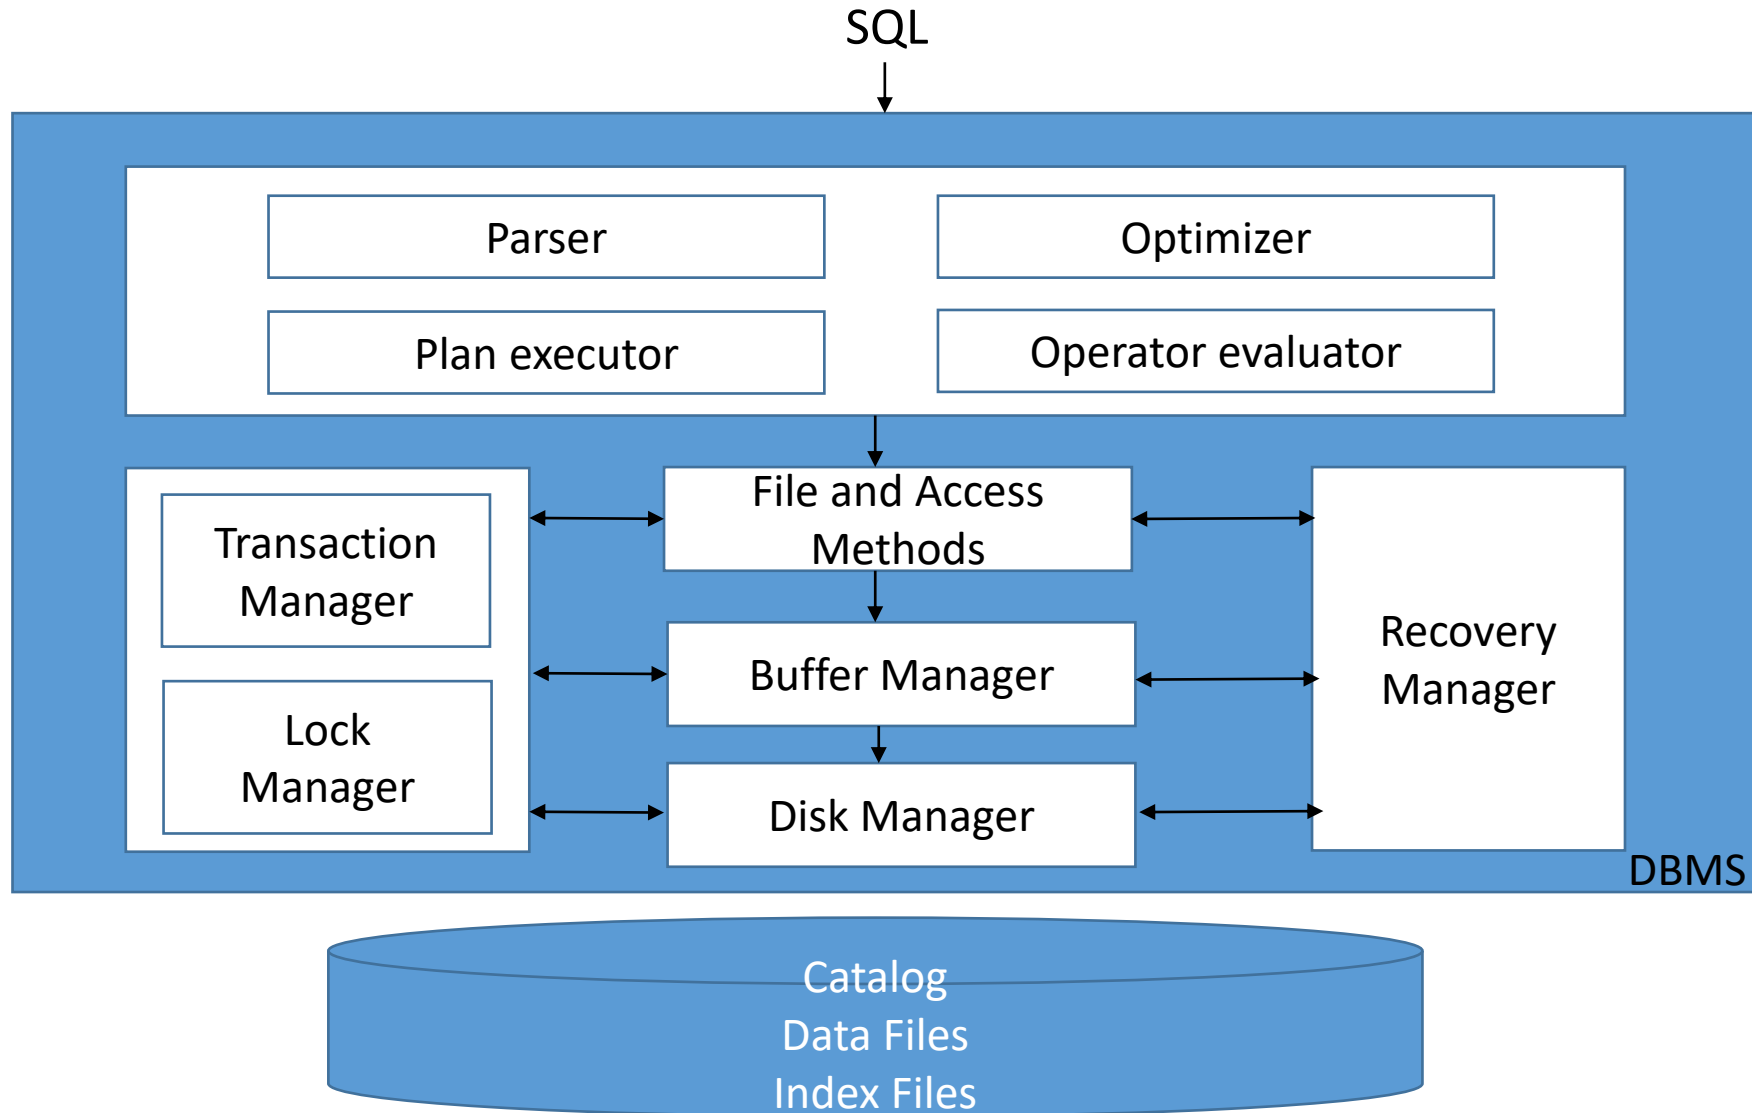 SQL
Parser
Optimizer
Plan executor
Operator evaluator
File and Access
Methods
Transaction
Manager
Buffer Manager
Recovery
Manager
Lock
Manager
Disk Manager
DBMS
Catalog
Data Files
Index Files